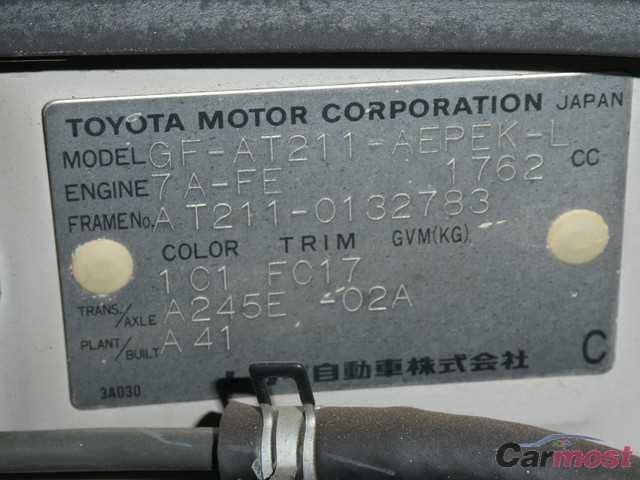 TOYOTA MOTOR CORPORATION JAPAN
MODEL GF-AT211-AEPEK-L
ENGINE 7A-FE 1762 CC
FRAME No. AT211-0132783
COLOR TRIM GVM(KG)
1C1 FC17
TRANS./AXLE A245E -02A
PLANT/BUILT A41
自動車株式会社
C
3A030
Carmost